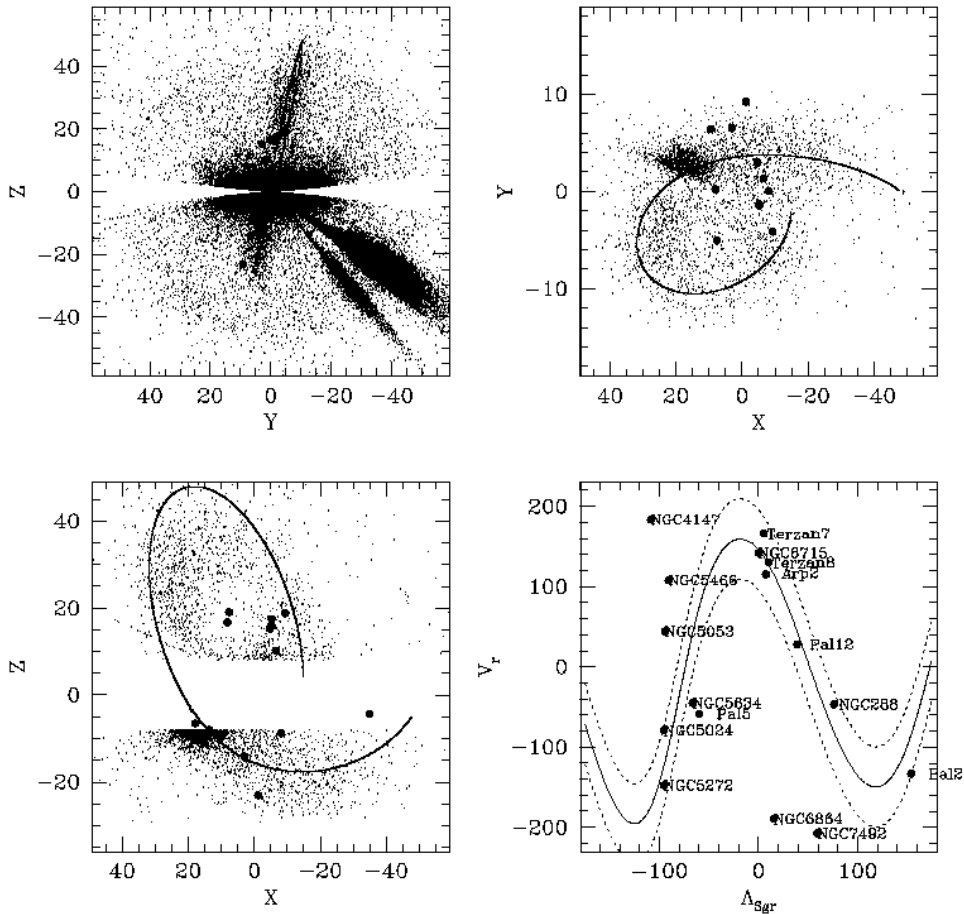 40
20
0
-20
-40
Z
40
20
0
-20
-40
Y
10
0
-10
Y
40
20
0
-20
-40
X
40
20
0
-20
Z
40
20
0
-20
-40
X
200
100
0
-100
-200
V_r
-100
0
100
Λ_Sgr
NGC4147
Terzan7
NGC6715
Terzan8
Arp2
NGC5466
NGC5053
Pal12
NGC5634
Pal5
NGC288
NGC5024
NGC5272
Pal2
NGC6864
NGC7492